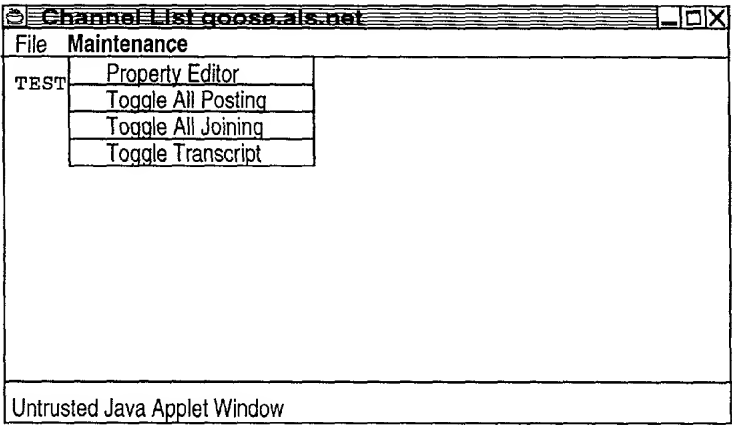 Channel List goose.als.net
File Maintenance
TEST
Property Editor
Toggle All Posting
Toggle All Joining
Toggle Transcript
Untrusted Java Applet Window